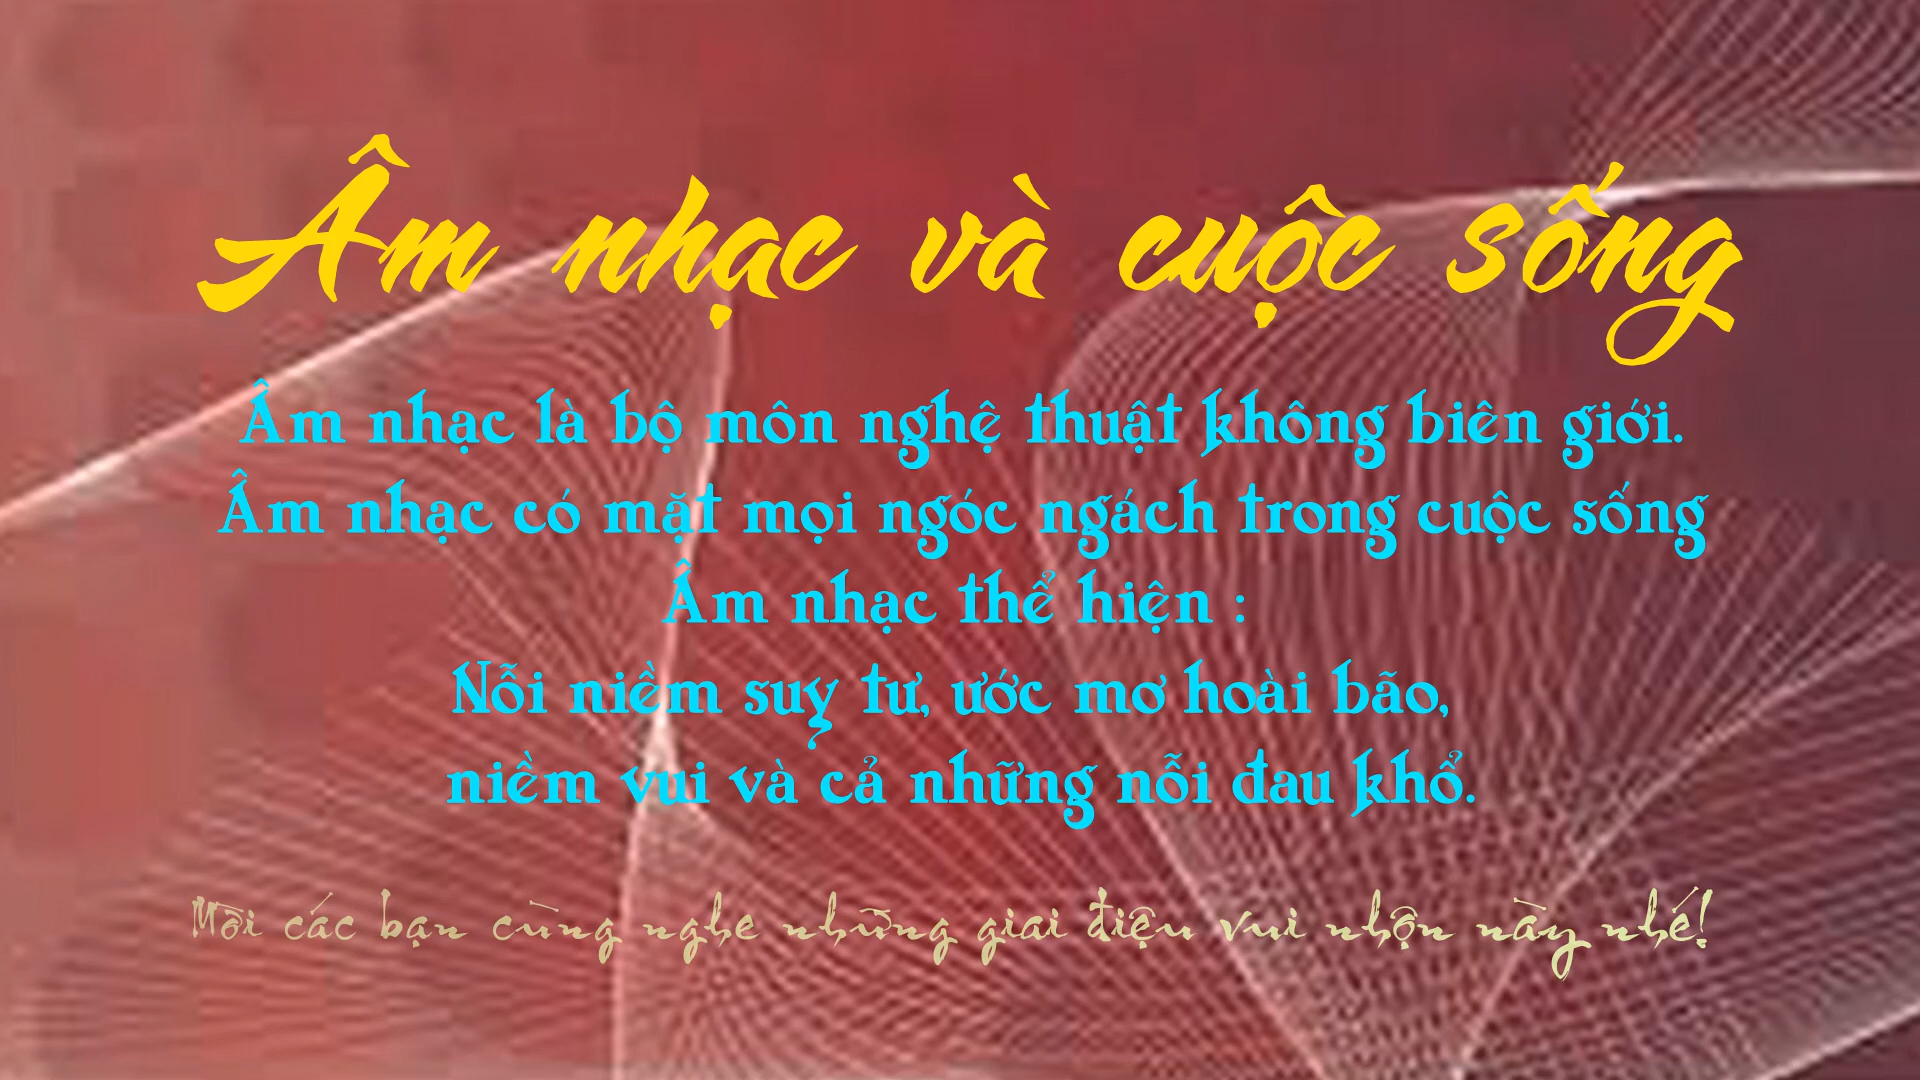 Âm nhạc và cuộc sống
Âm nhạc là bộ môn nghệ thuật không biên giới.
Âm nhạc có mặt mọi ngóc ngách trong cuộc sống
Âm nhạc thể hiện :
Nỗi niềm suy tư, ước mơ hoài bão,
niềm vui và cả những nỗi đau khổ.
Mời các bạn cùng nghe những giai điệu vui nhộn này nhé!